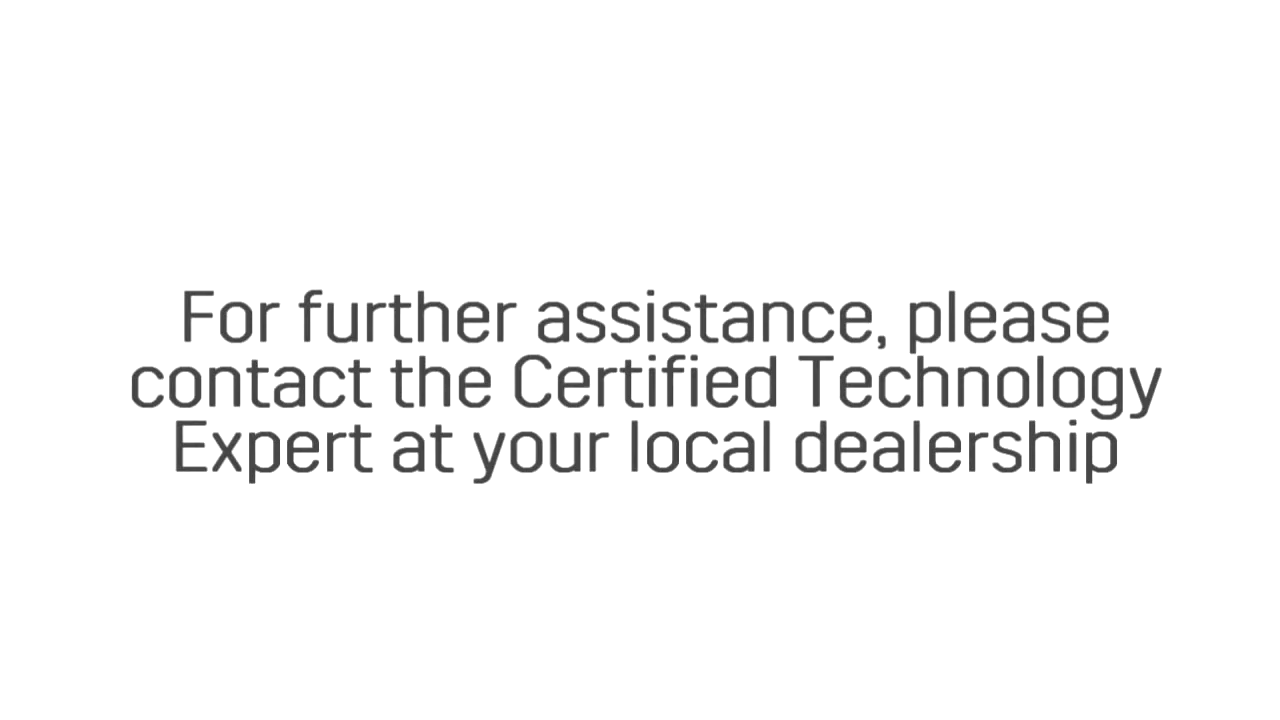 For further assistance, please
contact the Certified Technology
Expert at your local dealership